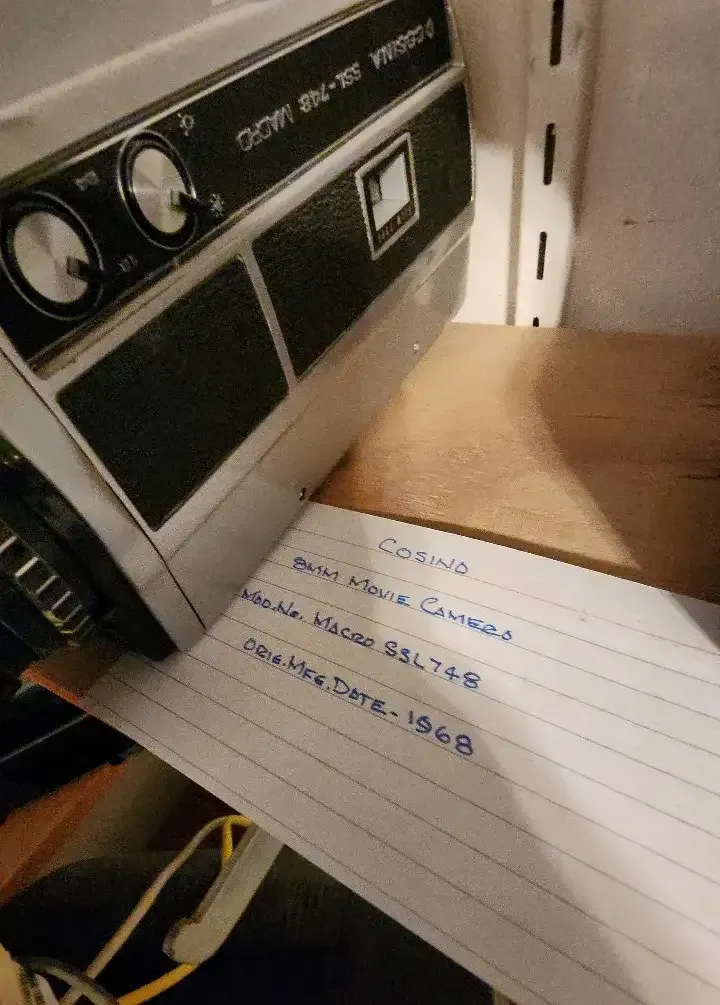 COSINA SSL-748 MACRO
COSINO
8MM MOVIE CAMERO
MOD.NO. MACRO SSL748
ORIG.MFG.DATE-1968